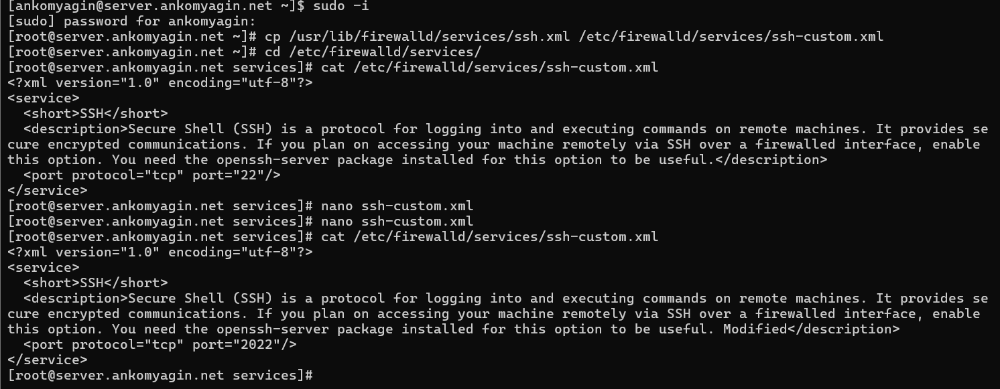 [ankomyagin@server.ankomyagin.net ~]$ sudo -i
[sudo] password for ankomyagin:
[root@server.ankomyagin.net ~]# cp /usr/lib/firewalld/services/ssh.xml /etc/firewalld/services/ssh-custom.xml
[root@server.ankomyagin.net ~]# cd /etc/firewalld/services/
[root@server.ankomyagin.net services]# cat /etc/firewalld/services/ssh-custom.xml
<?xml version="1.0" encoding="utf-8"?>
<service>
  <short>SSH</short>
  <description>Secure Shell (SSH) is a protocol for logging into and executing commands on remote machines. It provides se
cure encrypted communications. If you plan on accessing your machine remotely via SSH over a firewalled interface, enable
this option. You need the openssh-server package installed for this option to be useful.</description>
  <port protocol="tcp" port="22"/>
</service>
[root@server.ankomyagin.net services]# nano ssh-custom.xml
[root@server.ankomyagin.net services]# nano ssh-custom.xml
[root@server.ankomyagin.net services]# cat /etc/firewalld/services/ssh-custom.xml
<?xml version="1.0" encoding="utf-8"?>
<service>
  <short>SSH</short>
  <description>Secure Shell (SSH) is a protocol for logging into and executing commands on remote machines. It provides se
cure encrypted communications. If you plan on accessing your machine remotely via SSH over a firewalled interface, enable
this option. You need the openssh-server package installed for this option to be useful. Modified</description>
  <port protocol="tcp" port="2022"/>
</service>
[root@server.ankomyagin.net services]#